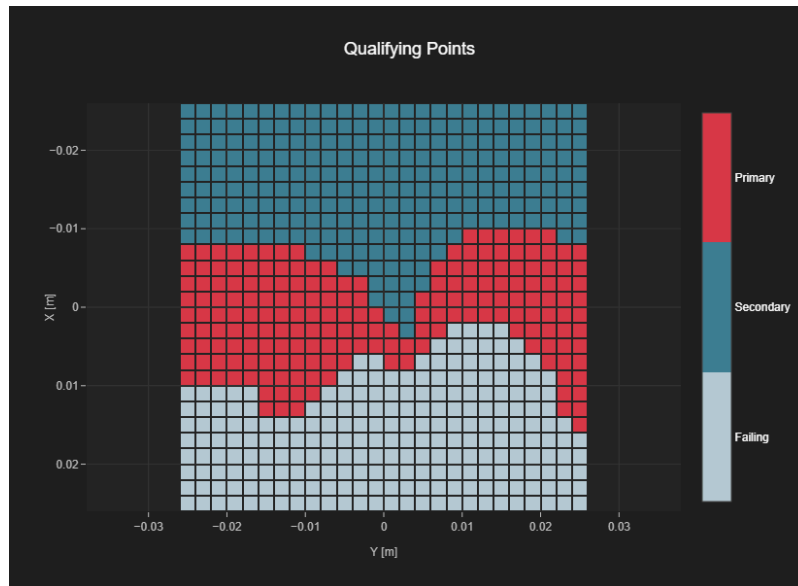 Qualifying Points
−0.02
−0.01
0
0.01
0.02
X [m]
−0.03
−0.02
−0.01
0
0.01
0.02
0.03
Y [m]
Primary
Secondary
Failing